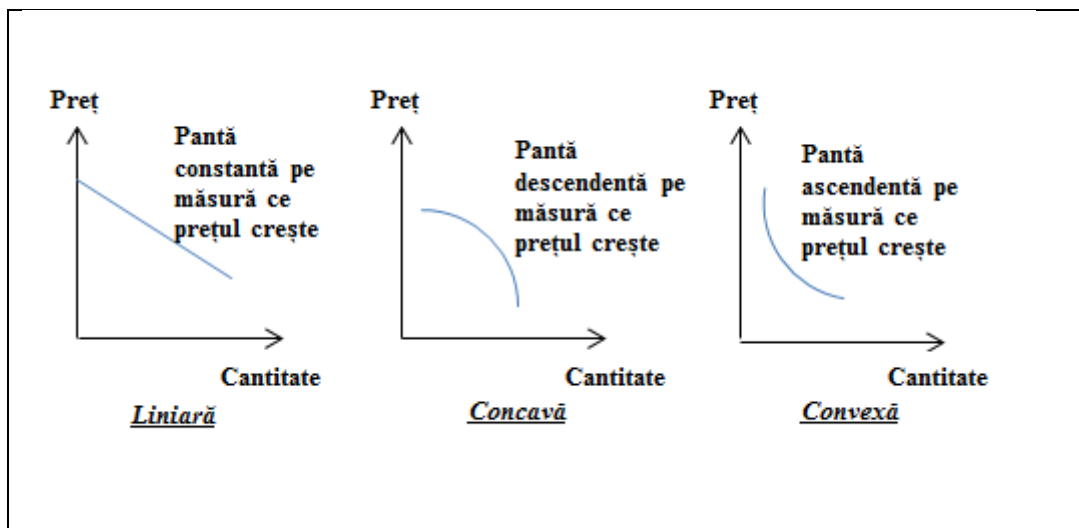 Preț
Pantă
constantă pe
măsură ce
prețul crește
Cantitate
Liniară
Preț
Pantă
descendentă pe
măsură ce
prețul crește
Cantitate
Concavă
Preț
Pantă
ascendentă pe
măsură ce
prețul crește
Cantitate
Convexă